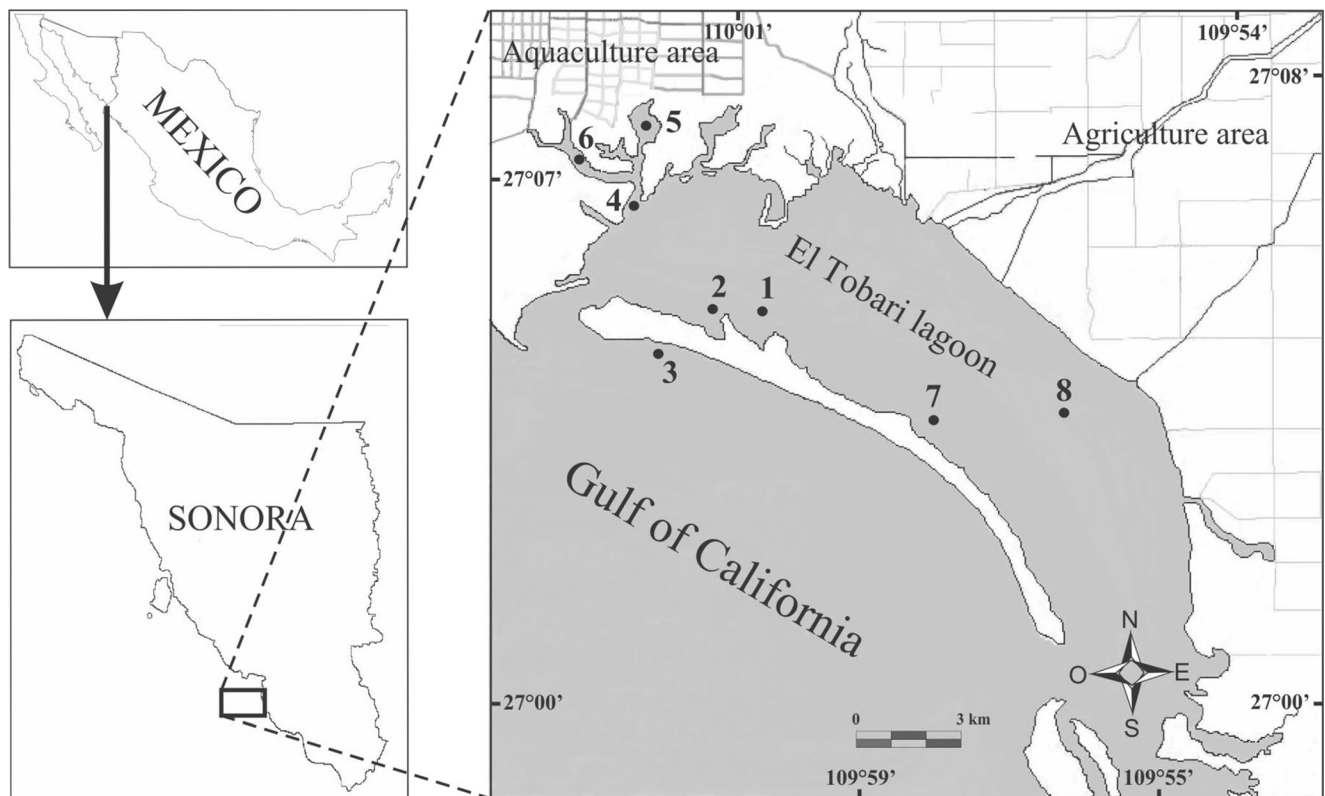 MEXICO
SONORA
110°01’
109°54’
Aquaculture area
27°08’
5
Agriculture area
6
27°07’
4
El Tobari lagoon
2
1
3
7
8
Gulf of California
N
O
E
S
27°00’
27°00’
0
3 km
109°59’
109°55’